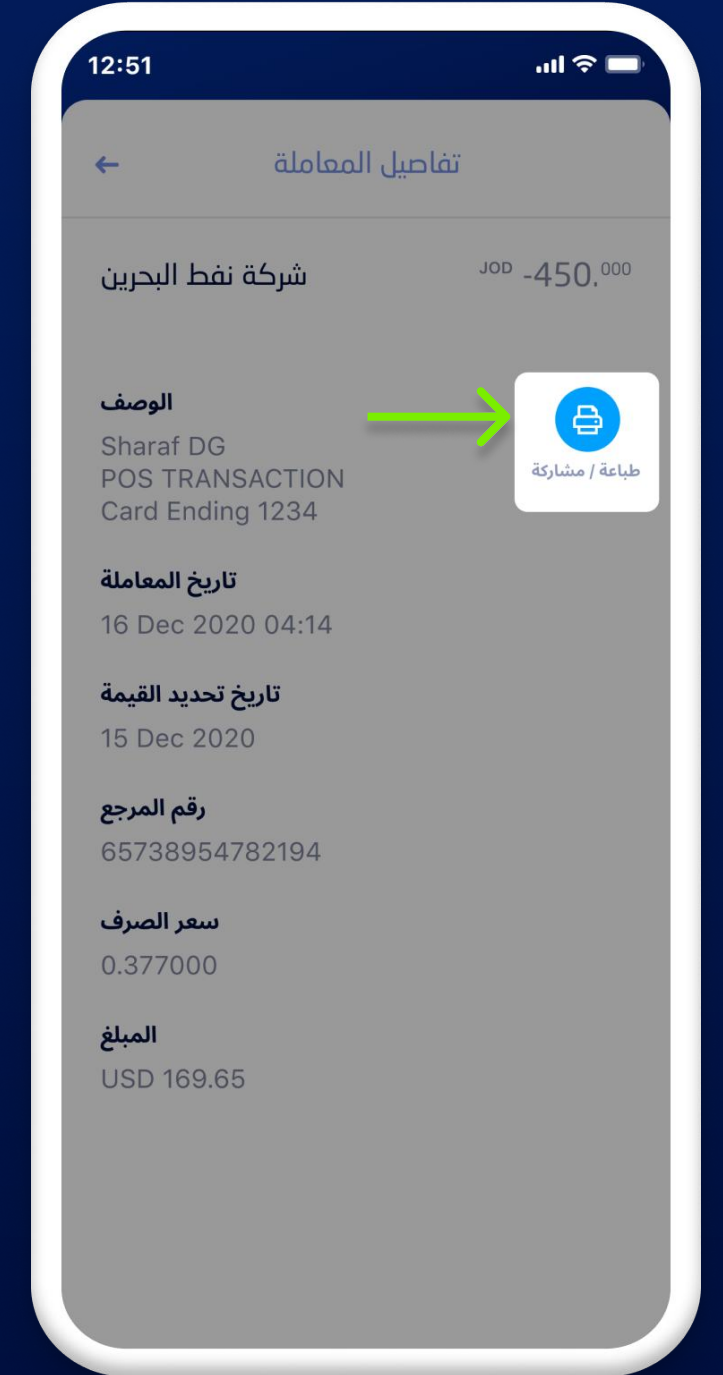 12:51
تفاصيل المعاملة
شركة نفط البحرين
JOD -450.000
الوصف
Sharaf DG
POS TRANSACTION
Card Ending 1234
طباعة / مشاركة
تاريخ المعاملة
16 Dec 2020 04:14
تاريخ تحديد القيمة
15 Dec 2020
رقم المرجع
65738954782194
سعر الصرف
0.377000
المبلغ
USD 169.65